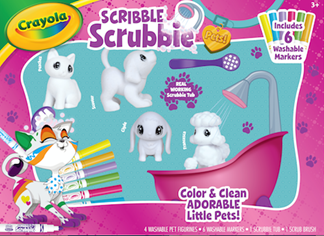 Crayola
SCRIBBLE
Scrubbie
Pets!
Includes
6
Washable
Markers
3+
REAL
WORKING
Scrubbie Tub
Color & Clean
ADORABLE
Little Pets!
4 WASHABLE PET FIGURINES • 6 WASHABLE MARKERS • 1 SCRUB TUB • 1 SCRUB BRUSH